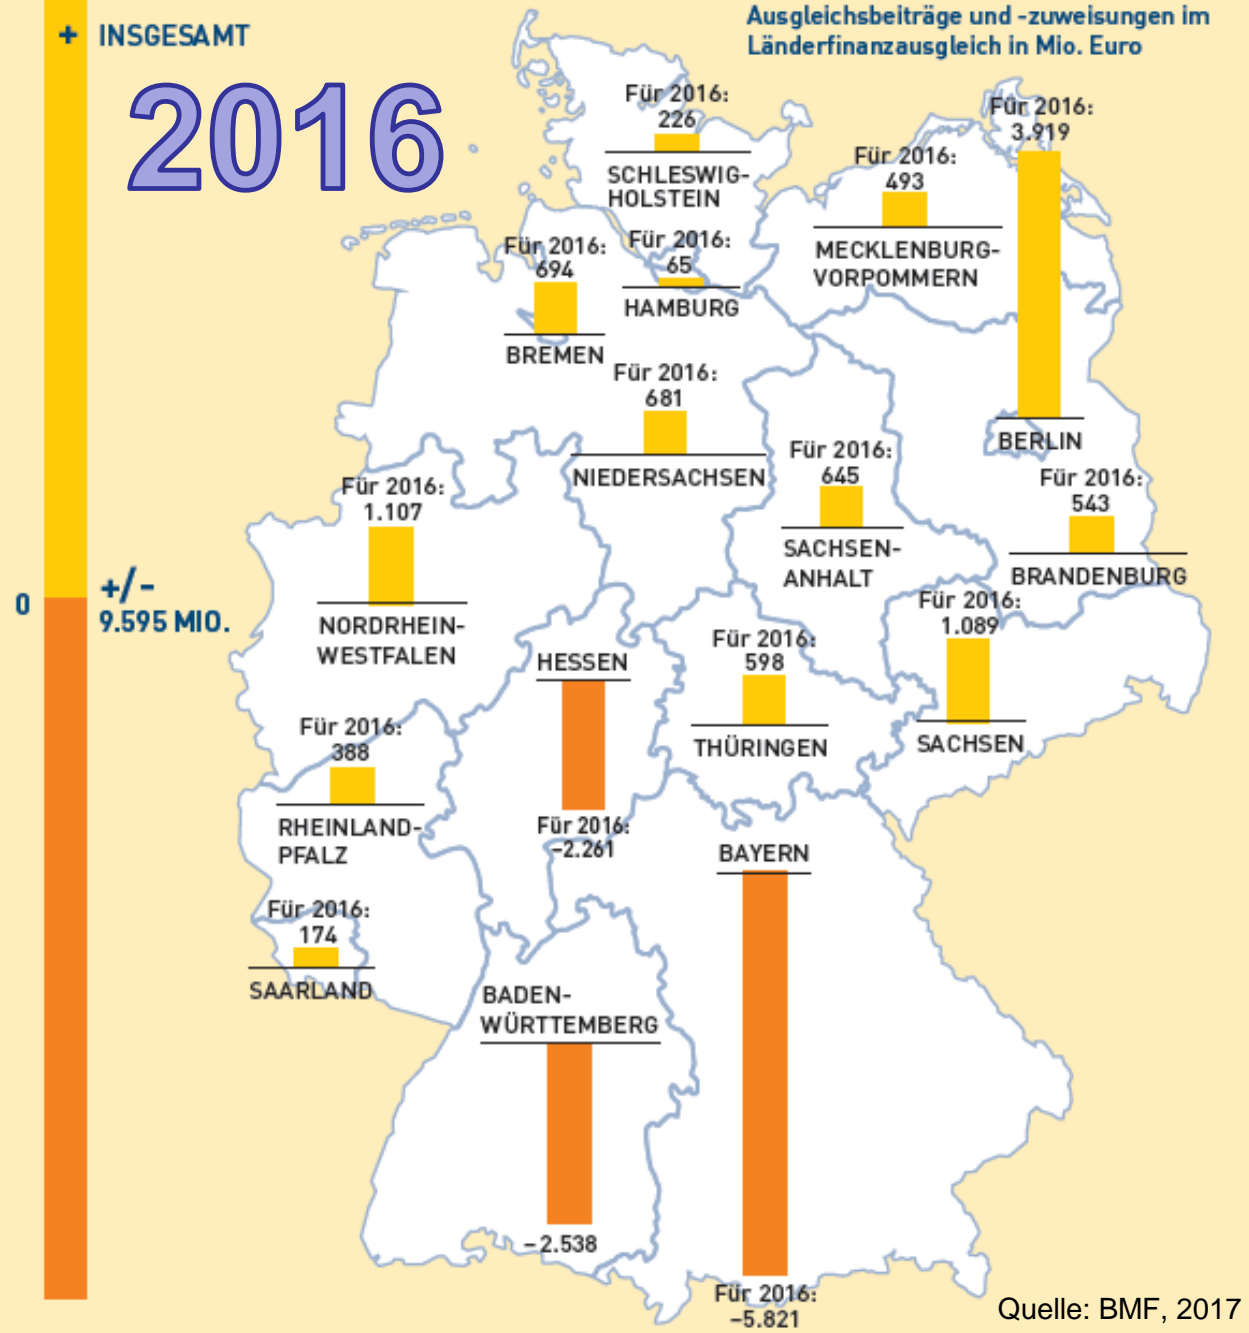 + INSGESAMT
2016
Ausgleichsbeiträge und -zuweisungen im
Länderfinanzausgleich in Mio. Euro
Für 2016:
226
SCHLESWIG-
HOLSTEIN
Für 2016:
3.919
BERLIN
Für 2016:
493
MECKLENBURG-
VORPOMMERN
Für 2016:
694
BREMEN
Für 2016:
65
HAMBURG
Für 2016:
681
NIEDERSACHSEN
Für 2016:
645
SACHSEN-
ANHALT
Für 2016:
543
BRANDENBURG
Für 2016:
1.107
NORDRHEIN-
WESTFALEN
0
+/-
9.595 MIO.
Für 2016:
1.089
SACHSEN
Für 2016:
598
THÜRINGEN
HESSEN
Für 2016:
–2.261
Für 2016:
388
RHEINLAND-
PFALZ
Für 2016:
174
SAARLAND
BADEN-
WÜRTTEMBERG
–2.538
BAYERN
Für 2016:
–5.821
Quelle: BMF, 2017